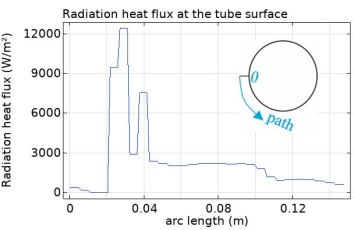 Radiation heat flux at the tube surface
Radiation heat flux (W/m²)
12000
9000
6000
3000
0
0
path
0 0.04 0.08 0.12
arc length (m)